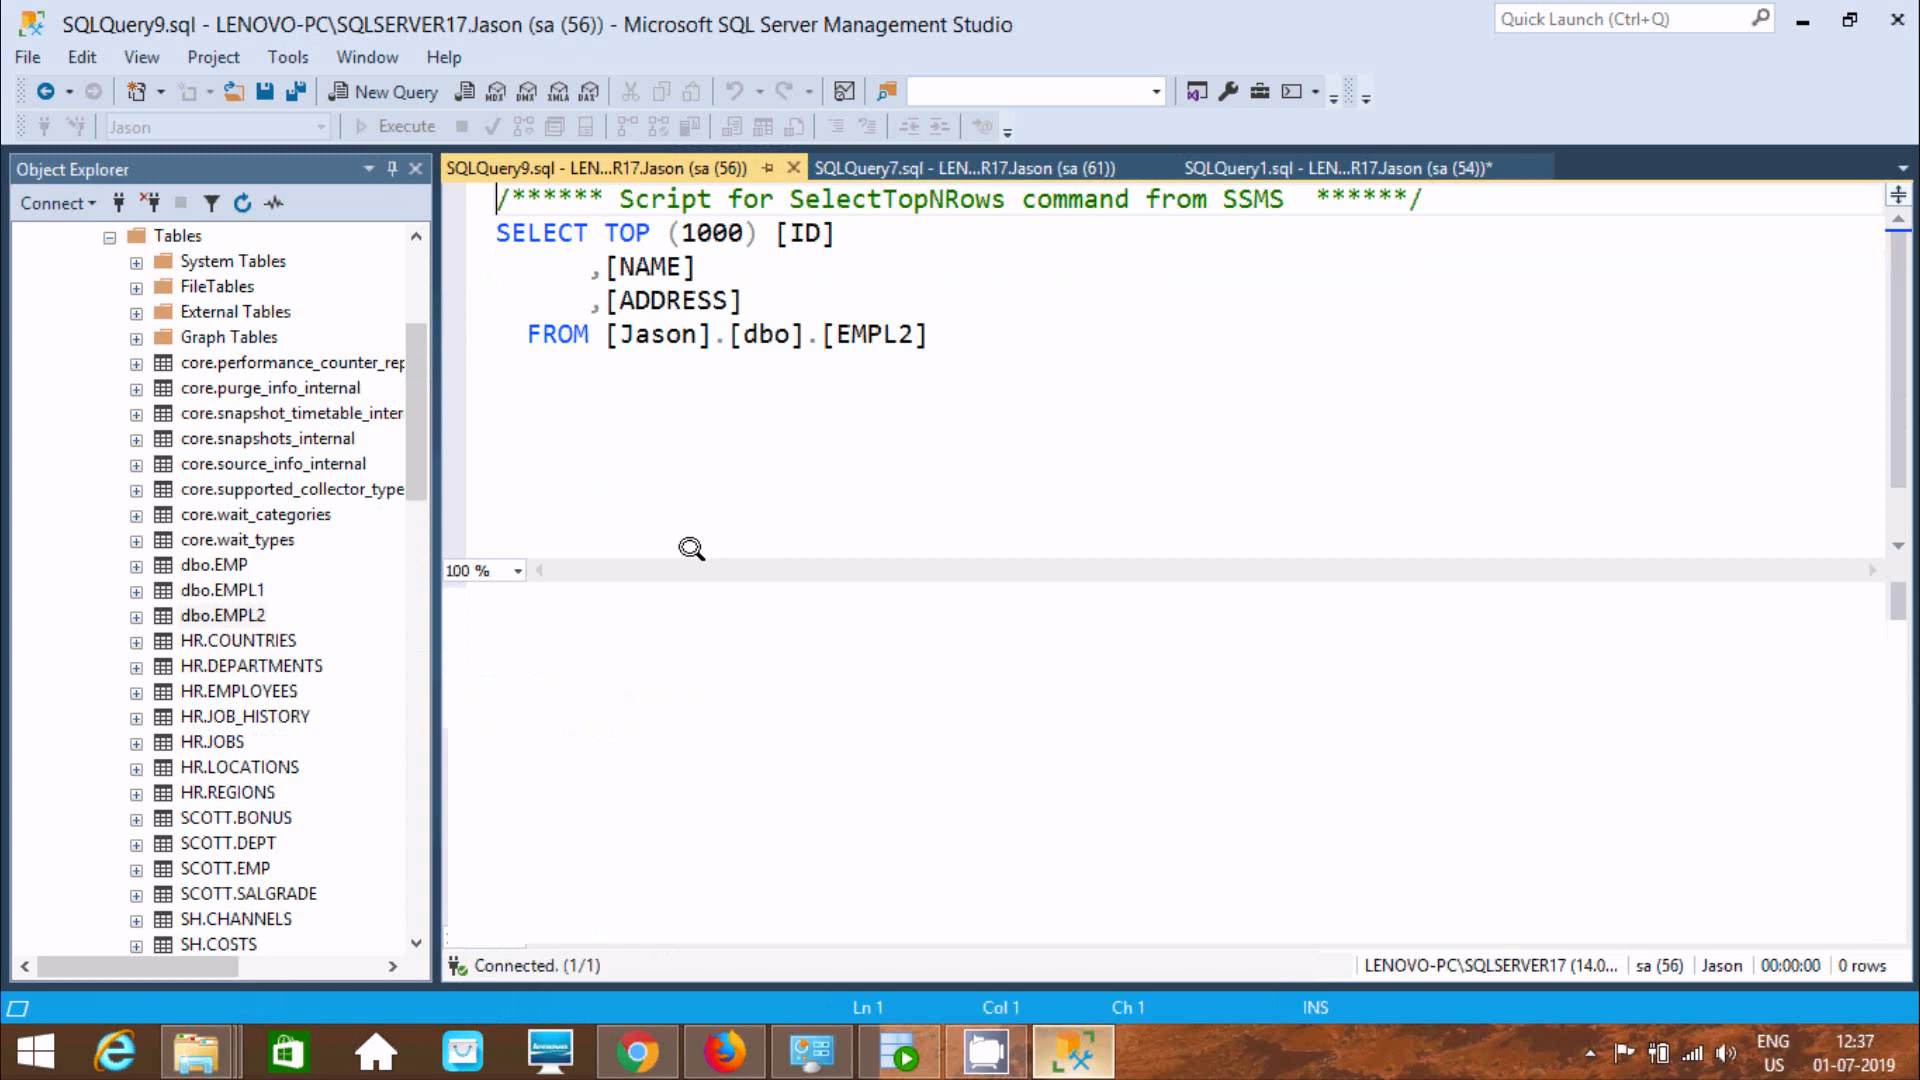 SQLQuery9.sql - LENOVO-PC\SQLSERVER17.Jason (sa (56)) - Microsoft SQL Server Management Studio
Quick Launch (Ctrl+Q)
File Edit View Project Tools Window Help
New Query MDX DMX XMLA DAX
Jason Execute
Object Explorer
SQLQuery9.sql - LEN...R17.Jason (sa (56)) SQLQuery7.sql - LEN...R17.Jason (sa (61)) SQLQuery1.sql - LEN...R17.Jason (sa (54))*
Connect
/****** Script for SelectTopNRows command from SSMS ******/
SELECT TOP (1000) [ID]
,[NAME]
,[ADDRESS]
FROM [Jason].[dbo].[EMPL2]
Tables
System Tables
FileTables
External Tables
Graph Tables
core.performance_counter_rep
core.purge_info_internal
core.snapshot_timetable_inter
core.snapshots_internal
core.source_info_internal
core.supported_collector_type
core.wait_categories
core.wait_types
dbo.EMP
dbo.EMPL1
dbo.EMPL2
HR.COUNTRIES
HR.DEPARTMENTS
HR.EMPLOYEES
HR.JOB_HISTORY
HR.JOBS
HR.LOCATIONS
HR.REGIONS
SCOTT.BONUS
SCOTT.DEPT
SCOTT.EMP
SCOTT.SALGRADE
SH.CHANNELS
SH.COSTS
100 %
Connected. (1/1) LENOVO-PC\SQLSERVER17 (14.0... sa (56) Jason 00:00:00 0 rows
Ln 1 Col 1 Ch 1 INS
lenovo
ENG
US
12:37
01-07-2019